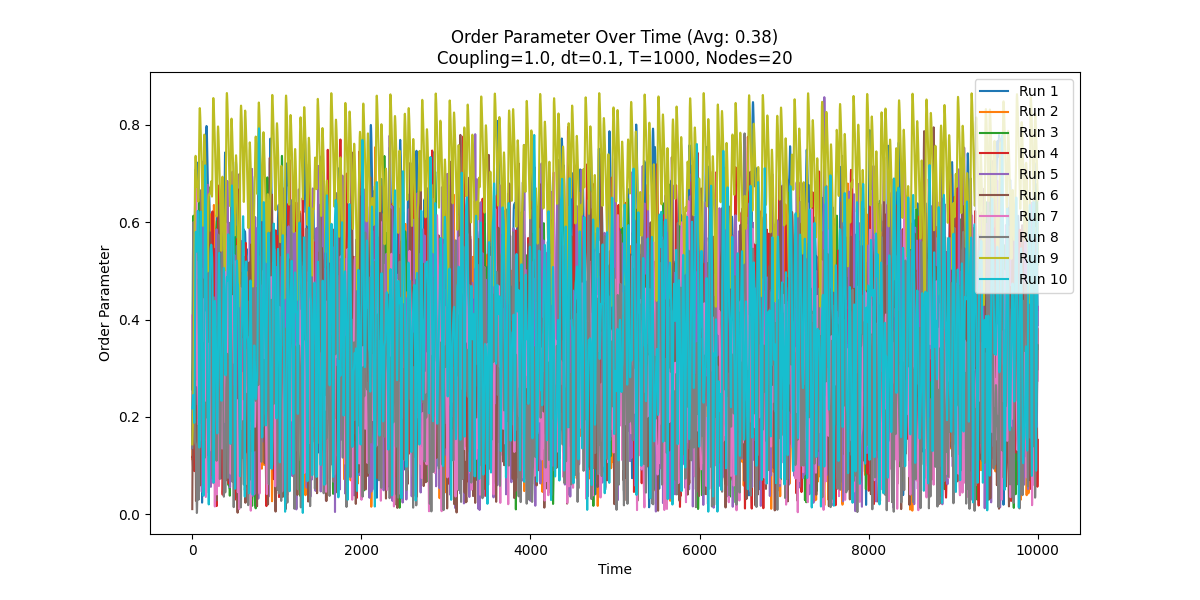 Order Parameter Over Time (Avg: 0.38)
Coupling=1.0, dt=0.1, T=1000, Nodes=20
Order Parameter
0.8
0.6
0.4
0.2
0.0
Run 1
Run 2
Run 3
Run 4
Run 5
Run 6
Run 7
Run 8
Run 9
Run 10
0 2000 4000 6000 8000 10000
Time